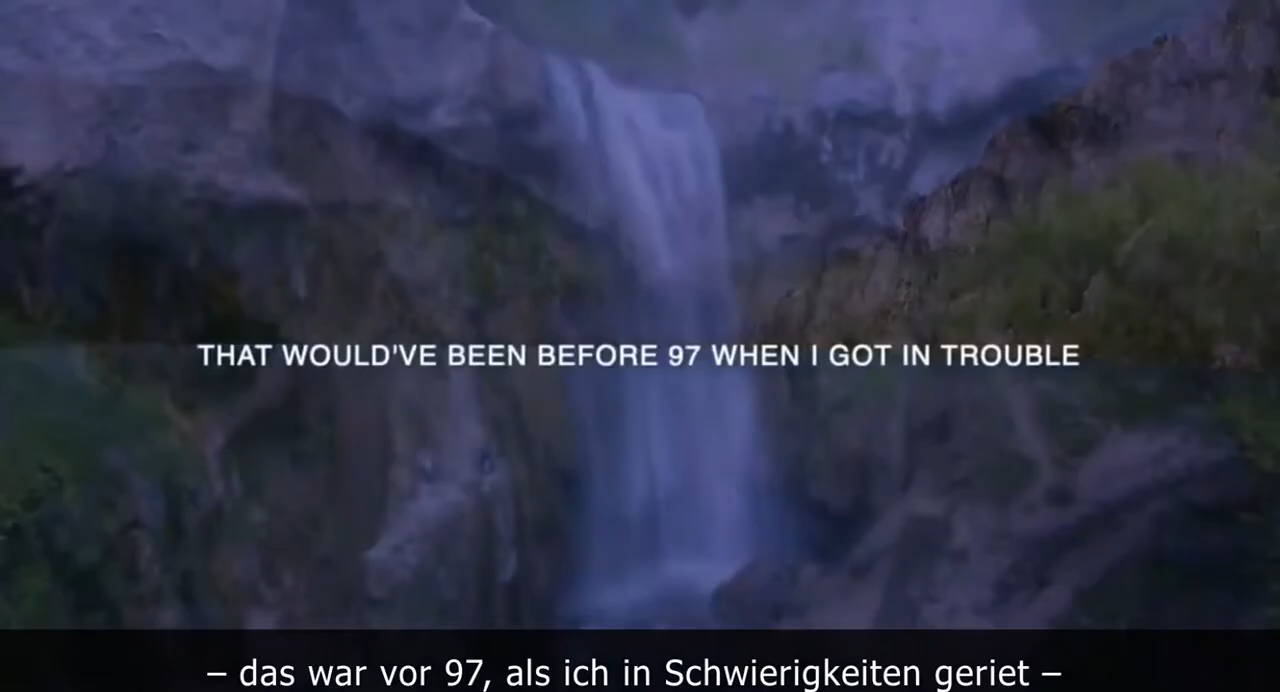 THAT WOULD'VE BEEN BEFORE 97 WHEN I GOT IN TROUBLE
– das war vor 97, als ich in Schwierigkeiten geriet –